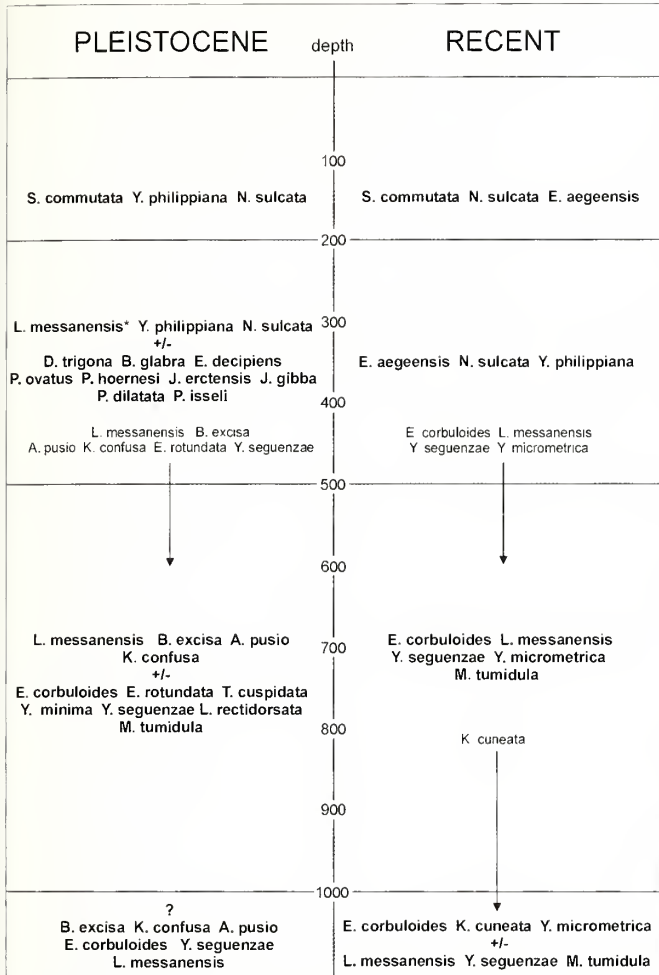 PLEISTOCENE depth RECENT
100
S. commutata Y. philippiana N. sulcata
S. commutata N. sulcata E. aegeensis
200
L. messanensis* Y. philippiana N. sulcata
+/-
D. trigona B. glabra E. decipiens
P. ovatus P. hoernesi J. erctensis J. gibba
P. dilatata P. isseli
300
E. aegeensis N. sulcata Y. philippiana
400
L. messanensis B. excisa
A. pusio K. confusa E. rotundata Y. seguenzae
E corbuloides L. messanensis
Y seguenzae Y micrometrica
500
600
L. messanensis B. excisa A. pusio
K. confusa
+/-
E. corbuloides E. rotundata T. cuspidata
Y. minima Y. seguenzae L. rectidorsata
M. tumidula
700
E. corbuloides L. messanensis
Y. seguenzae Y. micrometrica
M. tumidula
800
K cuneata
900
1000
?
B. excisa K. confusa A. pusio
E. corbuloides Y. seguenzae
L. messanensis
E. corbuloides K. cuneata Y. micrometrica
+/-
L. messanensis Y. seguenzae M. tumidula